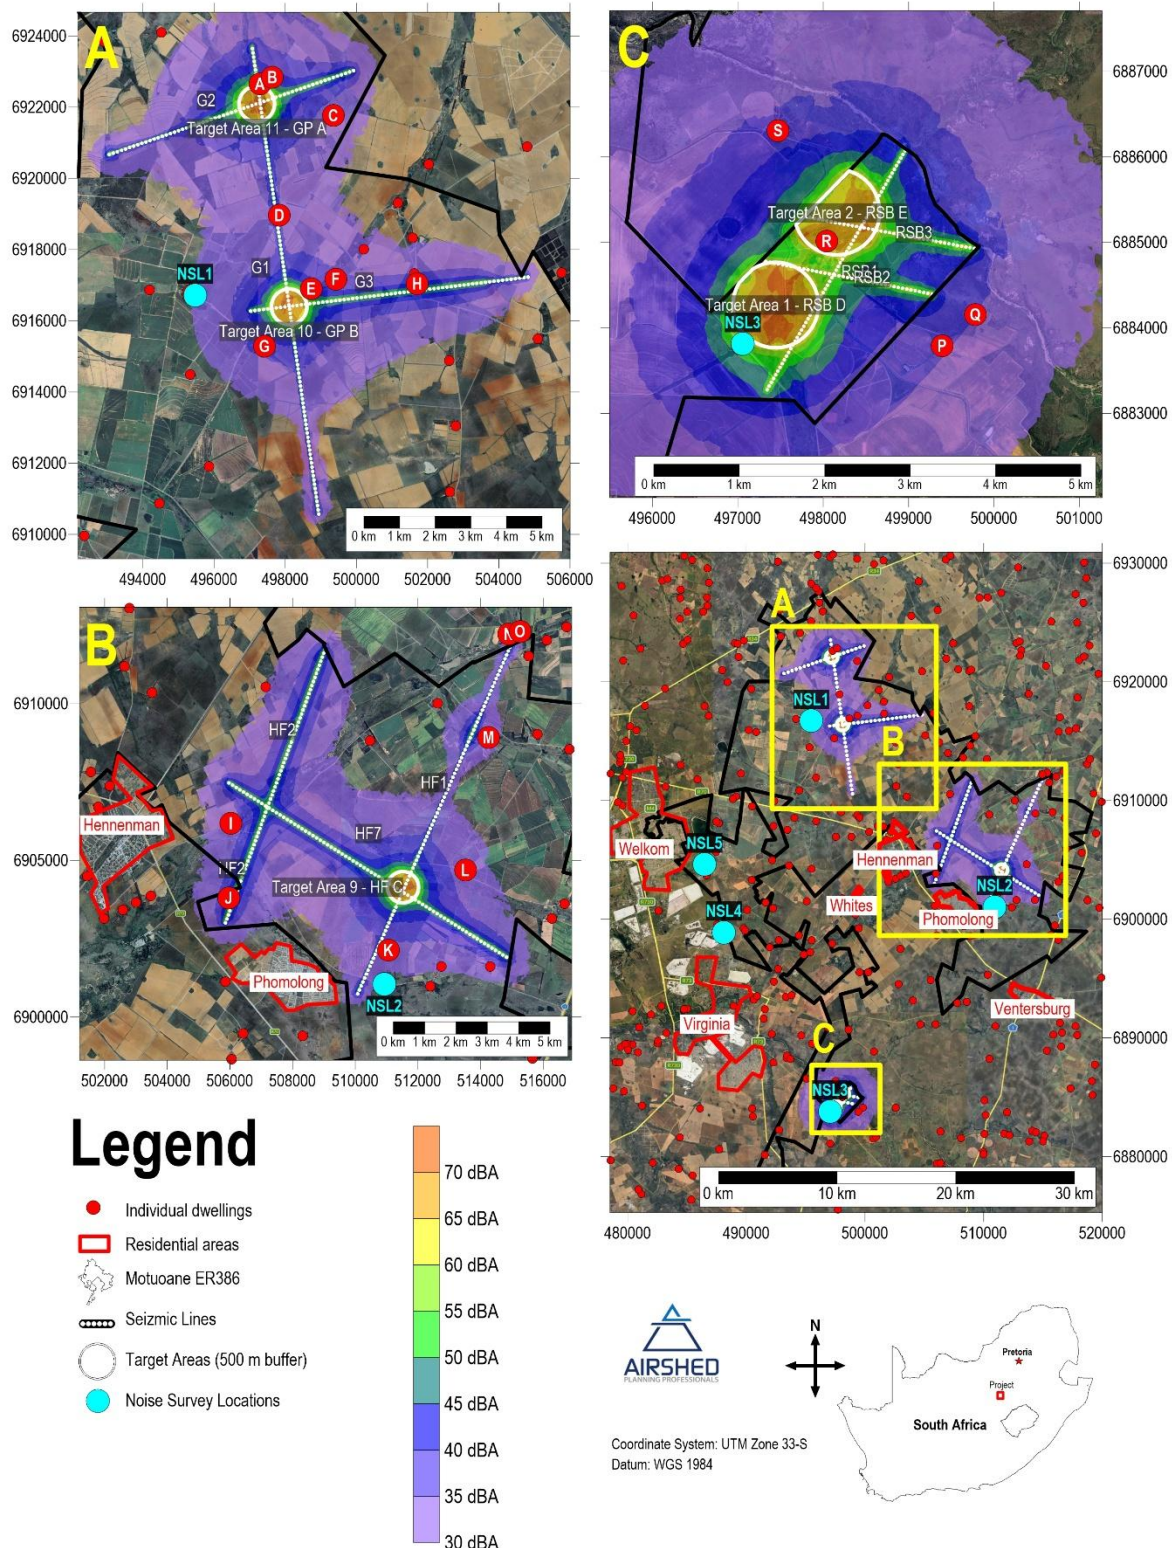 A
6924000
6922000
6920000
6918000
6916000
6914000
6912000
6910000
B
A
G2
C
Target Area 11 - GP A
D
NSL1
G1
F
G3
E
H
Target Area 10 - GP B
G
0 km 1 km 2 km 3 km 4 km 5 km
494000 496000 498000 500000 502000 504000 506000
C
6887000
6886000
6885000
6884000
6883000
S
Target Area 2 - RSB E
RSB3
R
RSB1
RSB2
Target Area 1 - RSB D
NSL3
Q
P
0 km 1 km 2 km 3 km 4 km 5 km
496000 497000 498000 499000 500000 501000
B
6910000
6905000
6900000
N O
HF2
M
HF1
Hennenman
I
HF7
HF2
L
Target Area 9 - HF C
J
K
Phomolong
NSL2
0 km 1 km 2 km 3 km 4 km 5 km
502000 504000 506000 508000 510000 512000 514000 516000
6930000
6920000
6910000
6900000
6890000
6880000
A
NSL1
B
Welkom
NSL5
Hennenman
NSL4
Whites
NSL2
Phomolong
Ventersburg
Virginia
C
NSL3
0 km 10 km 20 km 30 km
480000 490000 500000 510000 520000
Legend
Individual dwellings
Residential areas
Motuoane ER386
Seizmic Lines
Target Areas (500 m buffer)
Noise Survey Locations
70 dBA
65 dBA
60 dBA
55 dBA
50 dBA
45 dBA
40 dBA
35 dBA
30 dBA
AIRSHED
PLANNING PROFESSIONALS
N
Pretoria
Project
South Africa
Coordinate System: UTM Zone 33-S
Datum: WGS 1984